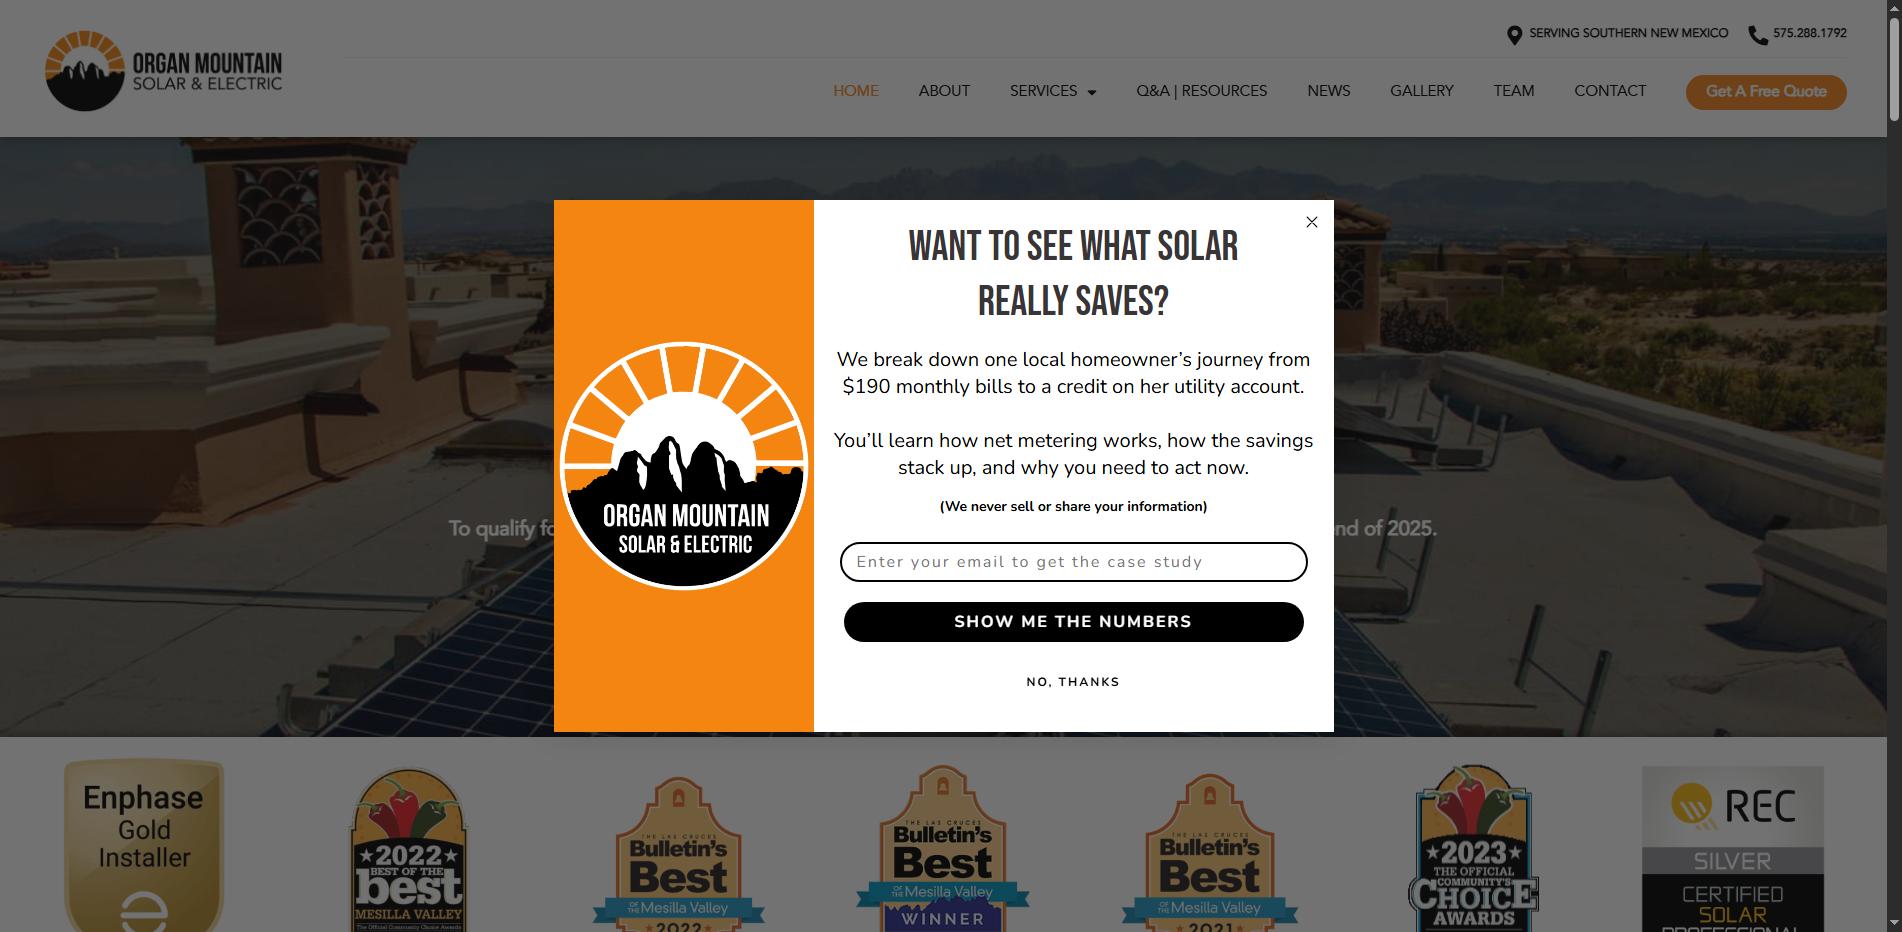 ORGAN MOUNTAIN
SOLAR & ELECTRIC
SERVING SOUTHERN NEW MEXICO
575.288.1792
HOME
ABOUT
SERVICES
Q&A | RESOURCES
NEWS
GALLERY
TEAM
CONTACT
Get A Free Quote
WANT TO SEE WHAT SOLAR
REALLY SAVES?
We break down one local homeowner's journey from
$190 monthly bills to a credit on her utility account.
You'll learn how net metering works, how the savings
stack up, and why you need to act now.
(We never sell or share your information)
Enter your email to get the case study
SHOW ME THE NUMBERS
NO, THANKS
ORGAN MOUNTAIN
SOLAR & ELECTRIC
To qualify
end of 2025.
Enphase
Gold
Installer
2022
BEST OF THE
best
MESILLA VALLEY
The Official Community Choice Awards
THE LAS CRUCES
Bulletin's
Best
OF THE Mesilla Valley
2022
THE LAS CRUCES
Bulletin's
Best
OF THE Mesilla Valley
WINNER
THE LAS CRUCES
Bulletin's
Best
OF THE Mesilla Valley
2021
2023
THE OFFICIAL
COMMUNITY'S
CHOICE
AWARDS
REC
SILVER
CERTIFIED
SOLAR
PROFESSIONAL